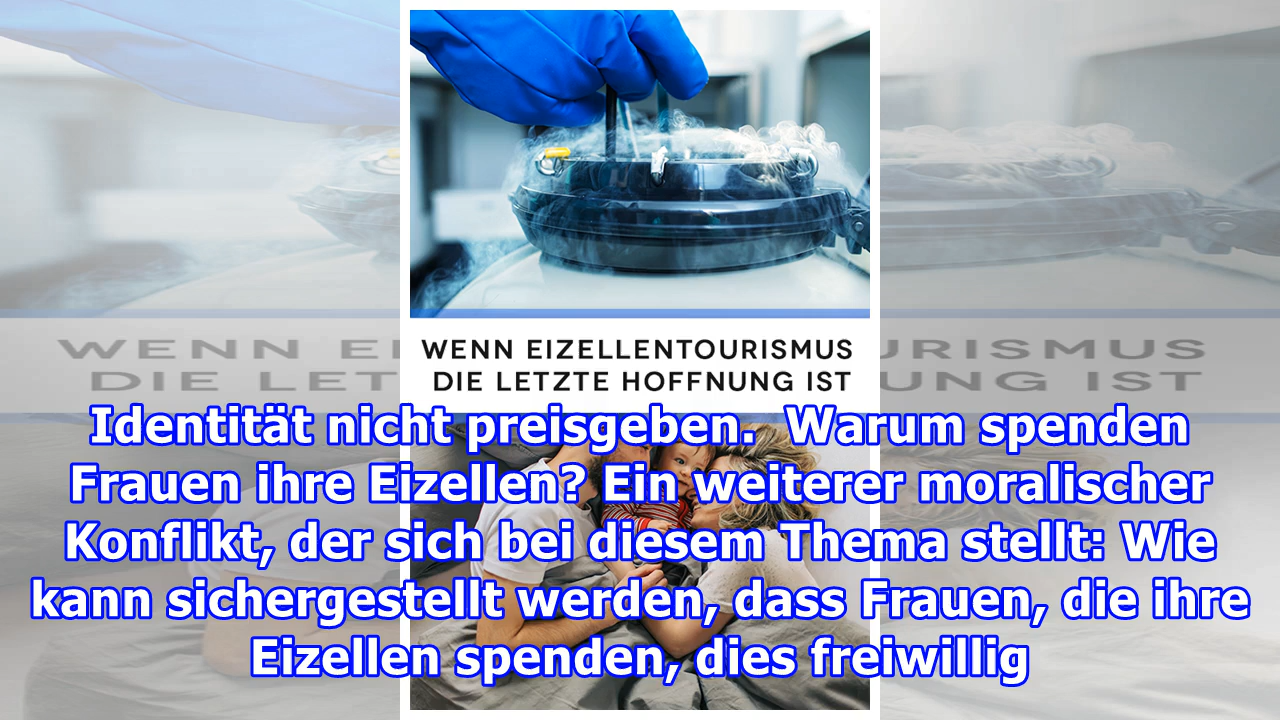 WENN EIZELLENTOURISMUS
DIE LETZTE HOFFNUNG IST
Identität nicht preisgeben. Warum spenden
Frauen ihre Eizellen? Ein weiterer moralischer
Konflikt, der sich bei diesem Thema stellt: Wie
kann sichergestellt werden, dass Frauen, die ihre
Eizellen spenden, dies freiwillig